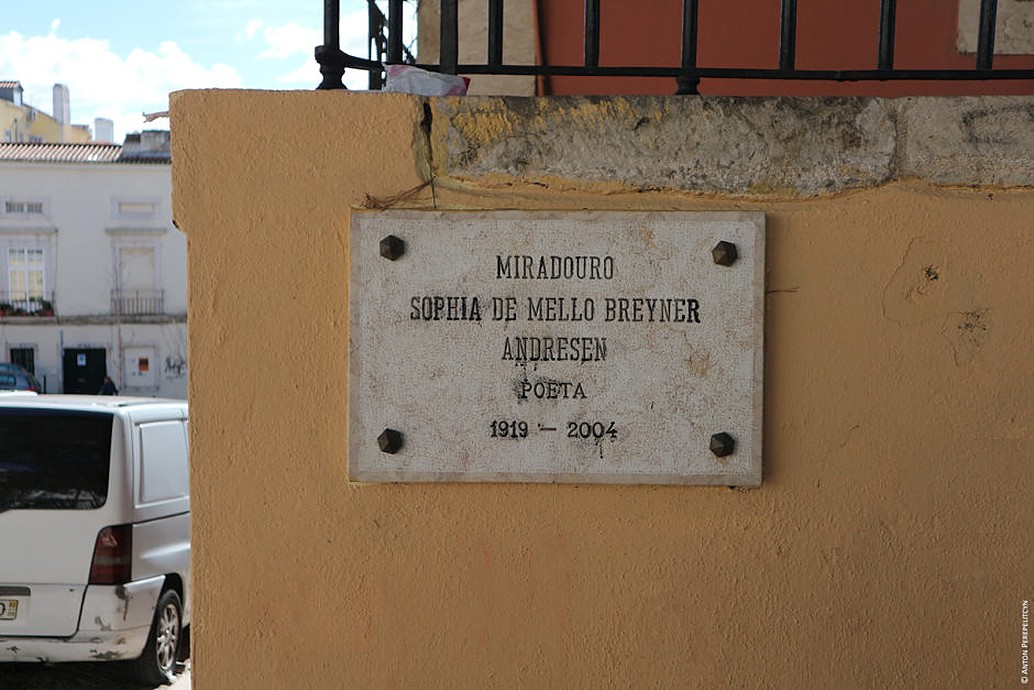 MIRADOURO
SOPHIA DE MELLO BREYNER
ANDRESEN
POETA
1919 — 2004
© ANTON PEREPELITCYN